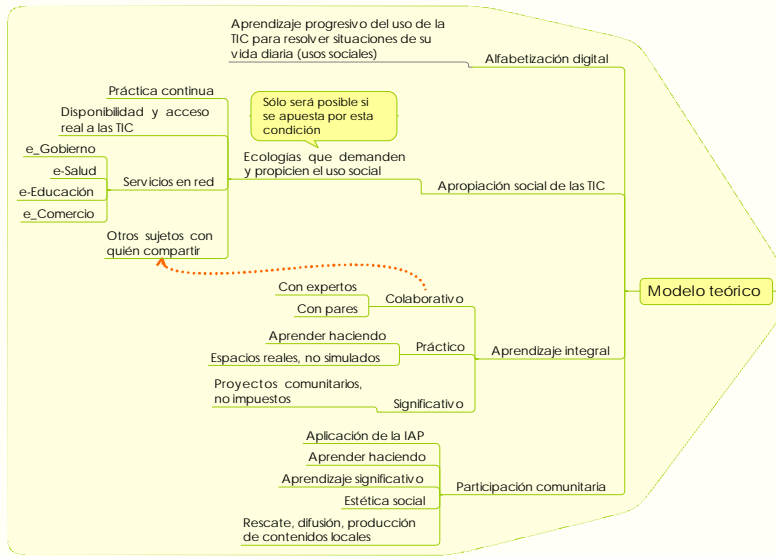 Aprendizaje progresivo del uso de la
TIC para resolver situaciones de su
vida diaria (usos sociales)
Alfabetización digital
Práctica continua
Disponibilidad y acceso
real a las TIC
e_Gobierno
e-Salud
e-Educación
e_Comercio
Servicios en red
Otros sujetos con
quién compartir
Sólo será posible si
se apuesta por esta
condición
Ecologías que demanden
y propicien el uso social
Apropiación social de las TIC
Modelo teórico
Con expertos
Con pares
Colaborativo
Aprender haciendo
Espacios reales, no simulados
Práctico
Aprendizaje integral
Proyectos comunitarios,
no impuestos
Significativo
Aplicación de la IAP
Aprender haciendo
Aprendizaje significativo
Estética social
Rescate, difusión, producción
de contenidos locales
Participación comunitaria